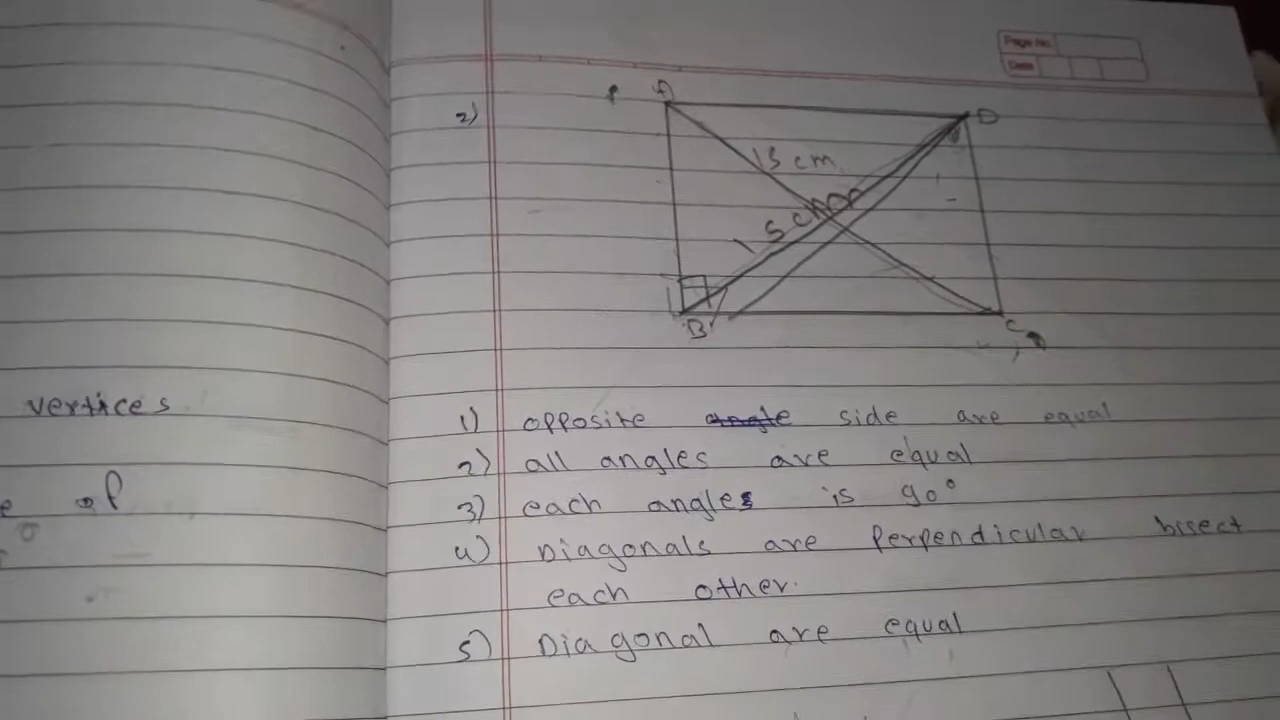 Page No.
Date
2)
A
D
13 cm
B
C
vertices
of
1) opposite angle side are equal
2) all angles are equal
3) each angles is 90°
4) Diagonals are perpendicular bisect
each other.
5) Diagonal are equal